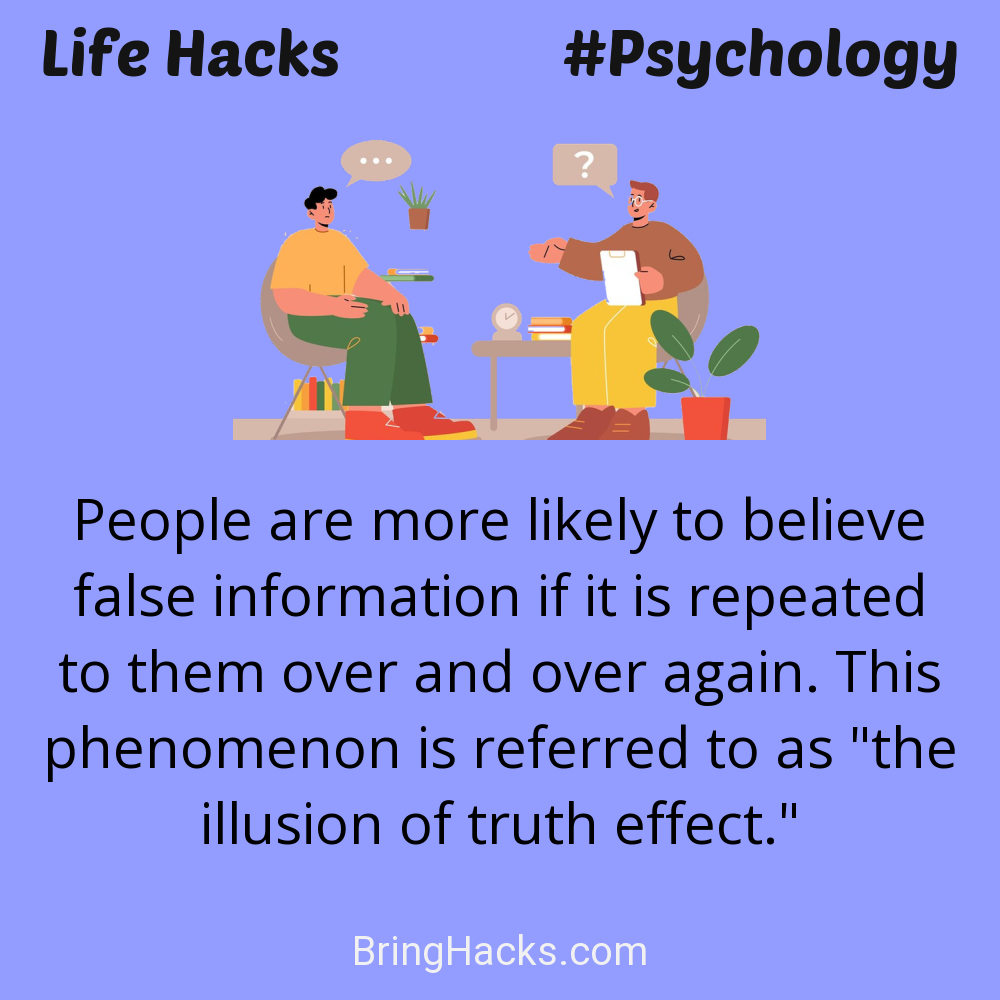 Life Hacks
#Psychology
...
?
People are more likely to believe
false information if it is repeated
to them over and over again. This
phenomenon is referred to as "the
illusion of truth effect."
BringHacks.com